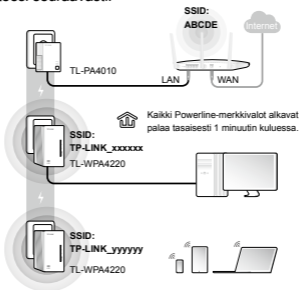 SSID:
ABCDE
Internet
TL-PA4010
LAN
WAN
Kaikki Powerline-merkkivalot alkavat
palaa tasaisesti 1 minuutin kuluessa.
SSID:
TP-LINK_xxxxxx
TL-WPA4220
SSID:
TP-LINK_yyyyyy
TL-WPA4220